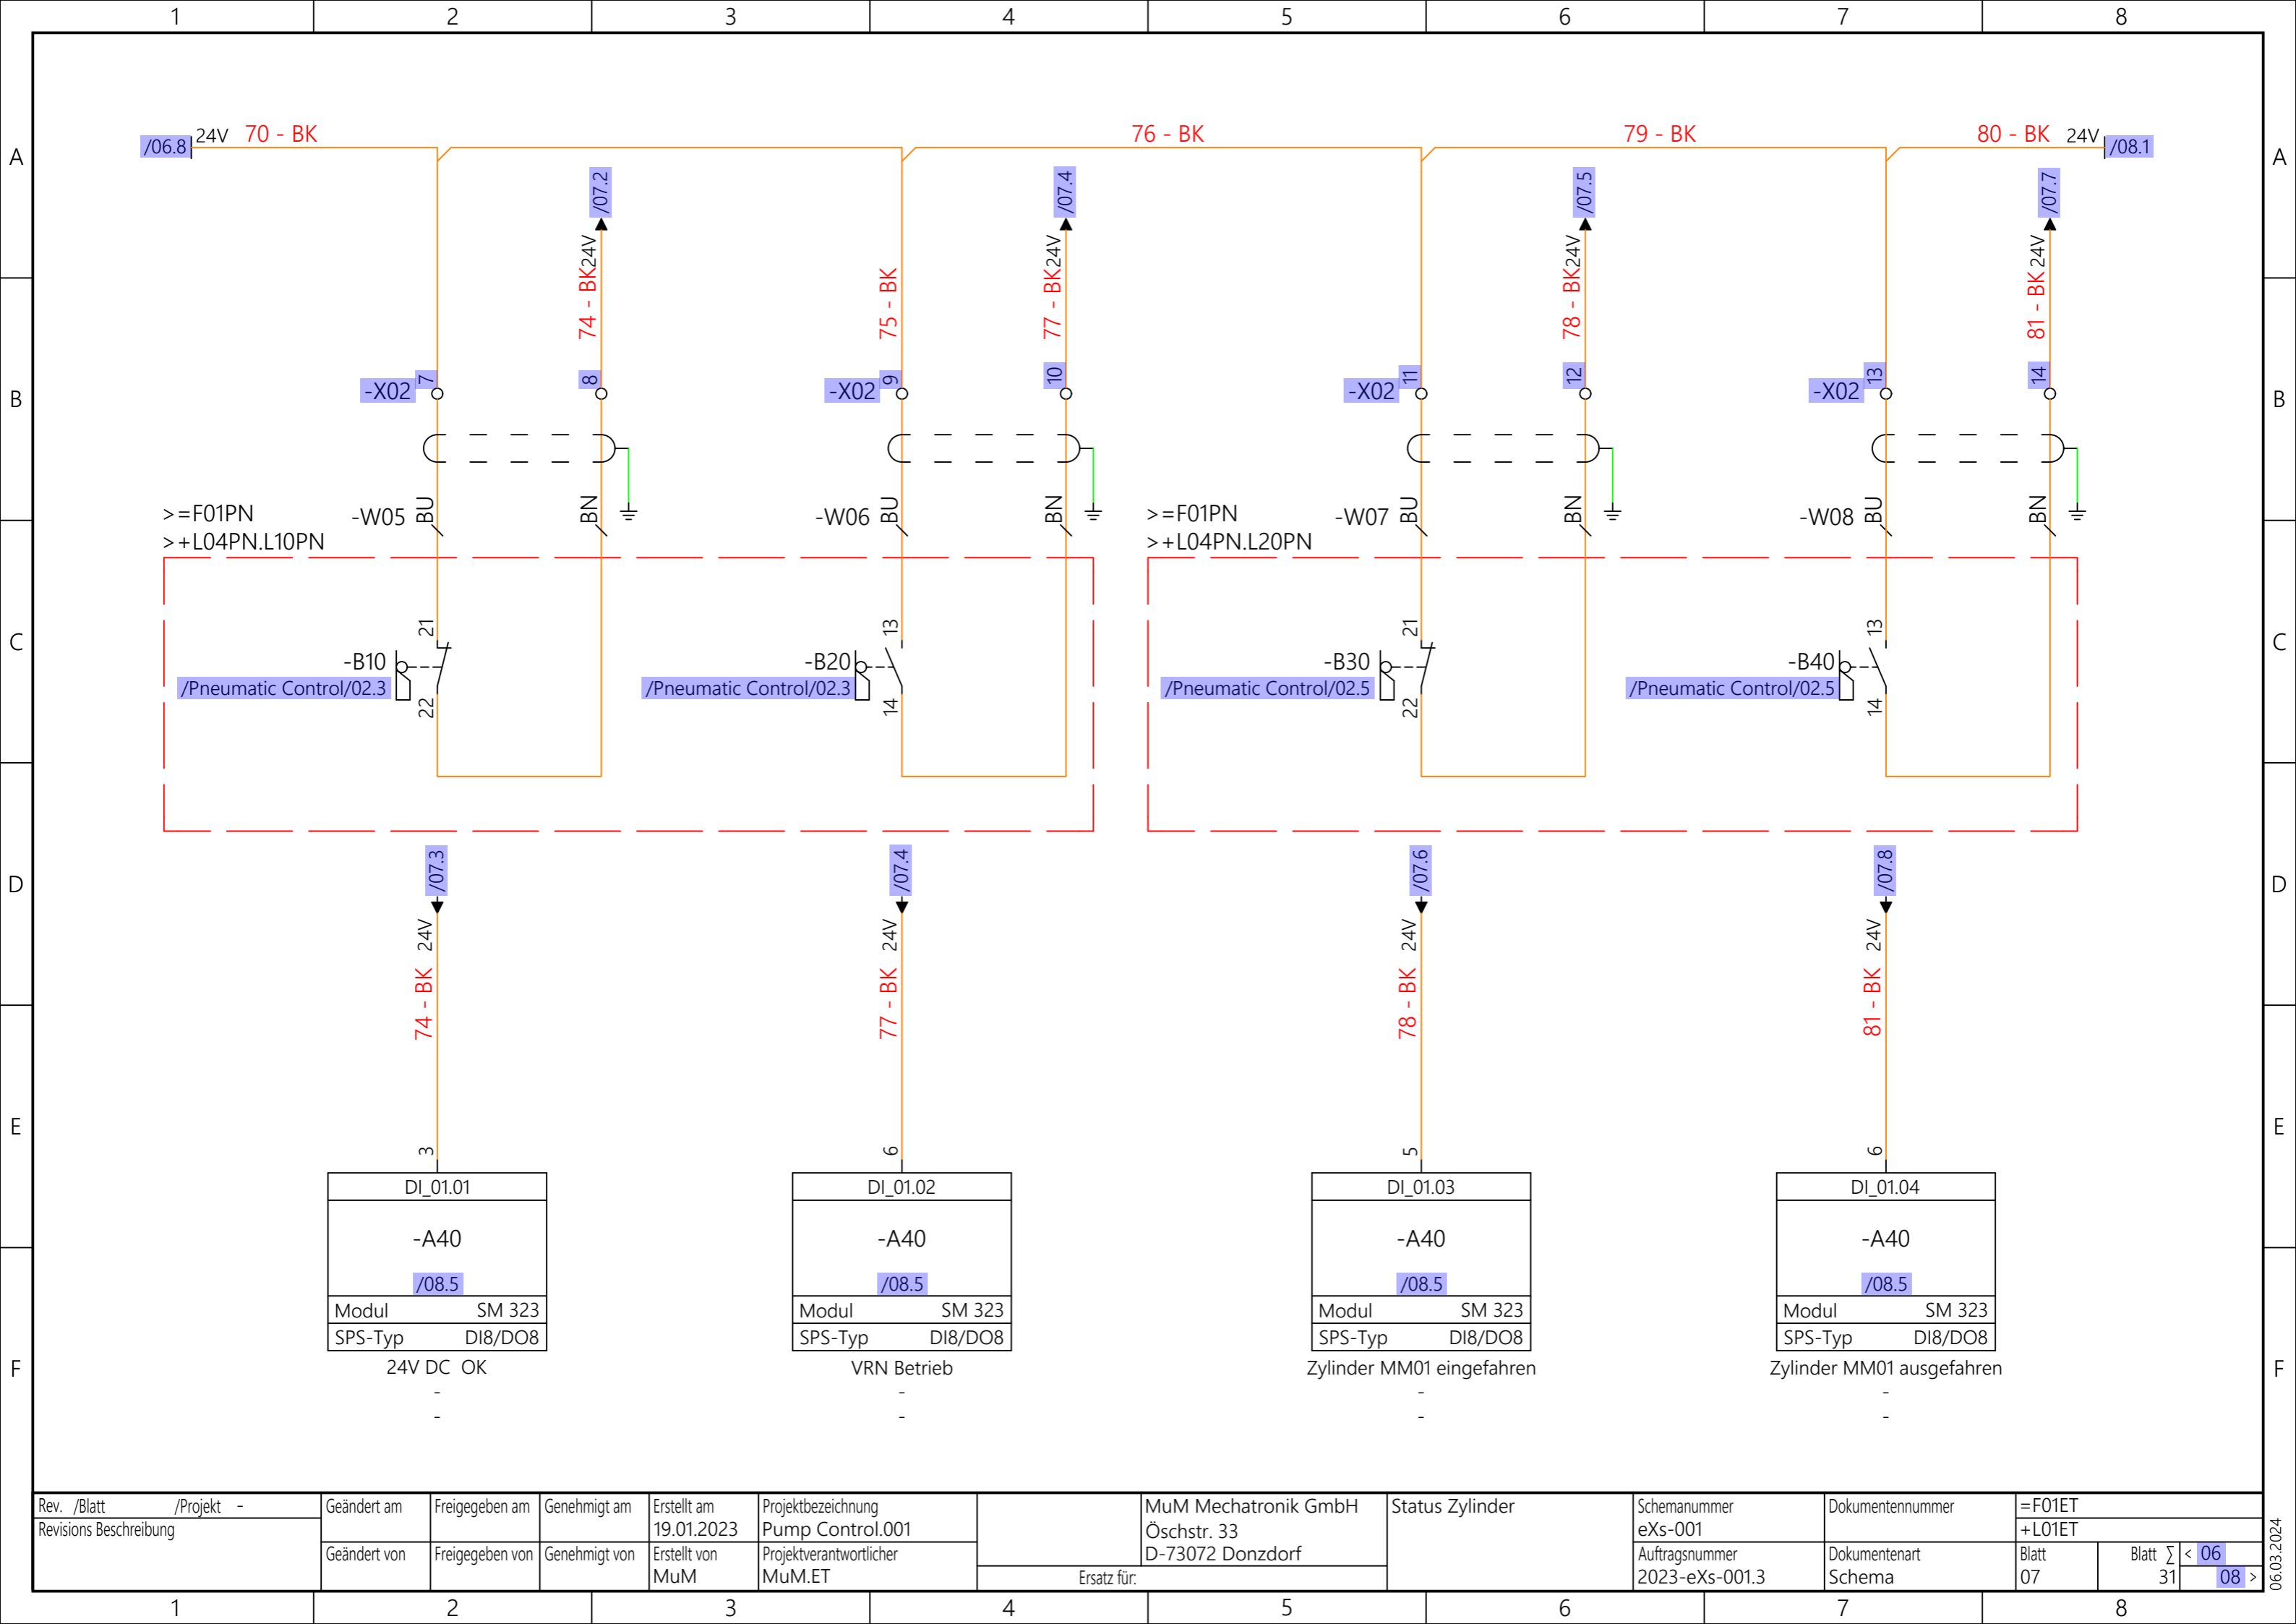 1 2 3 4 5 6 7 8
A A
B B
C C
D D
E E
F F
/06.8 24V 70 - BK 76 - BK 79 - BK 80 - BK 24V /08.1
/07.2 /07.4 /07.5 /07.7
24V 24V 24V 24V
74 - BK 75 - BK 77 - BK 78 - BK 81 - BK
-X02 7 8 -X02 9 10 -X02 11 12 -X02 13 14
>=F01PN
>+L04PN.L10PN
-W05 BU BN -W06 BU BN
>=F01PN
>+L04PN.L20PN
-W07 BU BN -W08 BU BN
21 13 21 13
-B10 -B20 -B30 -B40
/Pneumatic Control/02.3 /Pneumatic Control/02.3 /Pneumatic Control/02.5 /Pneumatic Control/02.5
22 14 22 14
/07.3 /07.4 /07.6 /07.8
24V 24V 24V 24V
74 - BK 77 - BK 78 - BK 81 - BK
3 6 5 6
DI_01.01 DI_01.02 DI_01.03 DI_01.04
-A40 -A40 -A40 -A40
/08.5 /08.5 /08.5 /08.5
Modul SM 323 Modul SM 323 Modul SM 323 Modul SM 323
SPS-Typ DI8/DO8 SPS-Typ DI8/DO8 SPS-Typ DI8/DO8 SPS-Typ DI8/DO8
24V DC OK VRN Betrieb Zylinder MM01 eingefahren Zylinder MM01 ausgefahren
- - - -
- - - -
Rev. /Blatt /Projekt -
Revisions Beschreibung
Geändert am
Geändert von
Freigegeben am
Freigegeben von
Genehmigt am
Genehmigt von
Erstellt am
19.01.2023
Erstellt von
MuM
Projektbezeichnung
Pump Control.001
Projektverantwortlicher
MuM.ET
MuM Mechatronik GmbH
Öschstr. 33
D-73072 Donzdorf
Ersatz für:
Status Zylinder
Schemanummer
eXs-001
Auftragsnummer
2023-eXs-001.3
Dokumentennummer
Dokumentenart
Schema
=F01ET
+L01ET
Blatt
07
Blatt ∑
31
< 06
08 >
06.03.2024
1 2 3 4 5 6 7 8